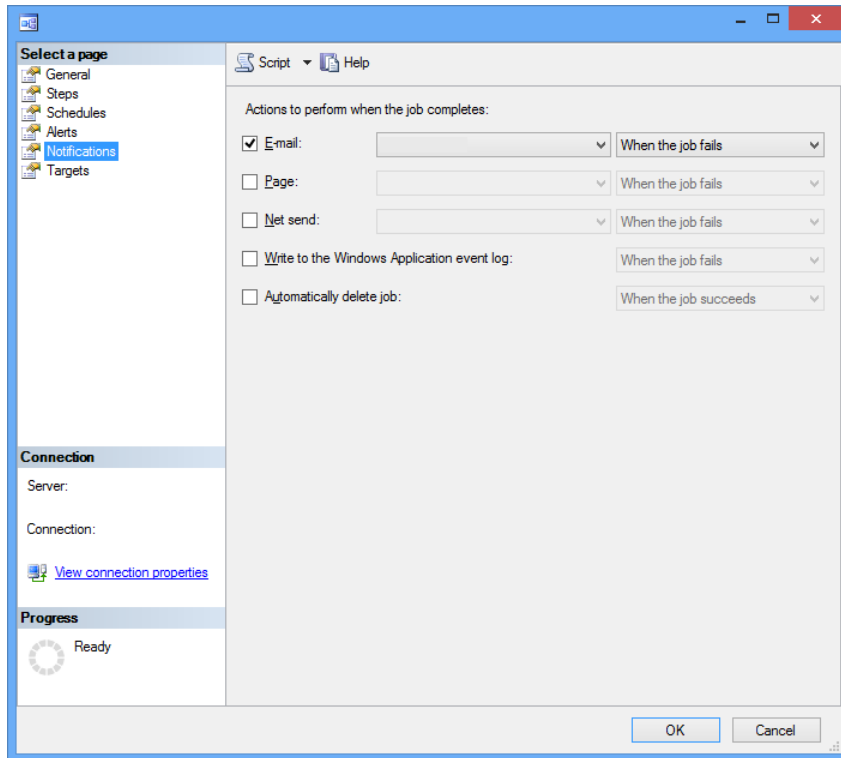 Select a page
General
Steps
Schedules
Alerts
Notifications
Targets
Script Help
Actions to perform when the job completes:
E-mail: When the job fails
Page: When the job fails
Net send: When the job fails
Write to the Windows Application event log: When the job fails
Automatically delete job: When the job succeeds
Connection
Server:
Connection:
View connection properties
Progress
Ready
OK Cancel